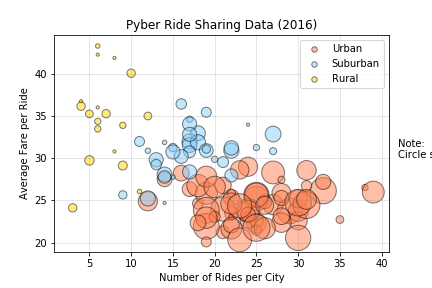 Pyber Ride Sharing Data (2016)
Urban
Suburban
Rural
Average Fare per Ride
40
35
30
25
20
5 10 15 20 25 30 35 40
Number of Rides per City
Note:
Circle s